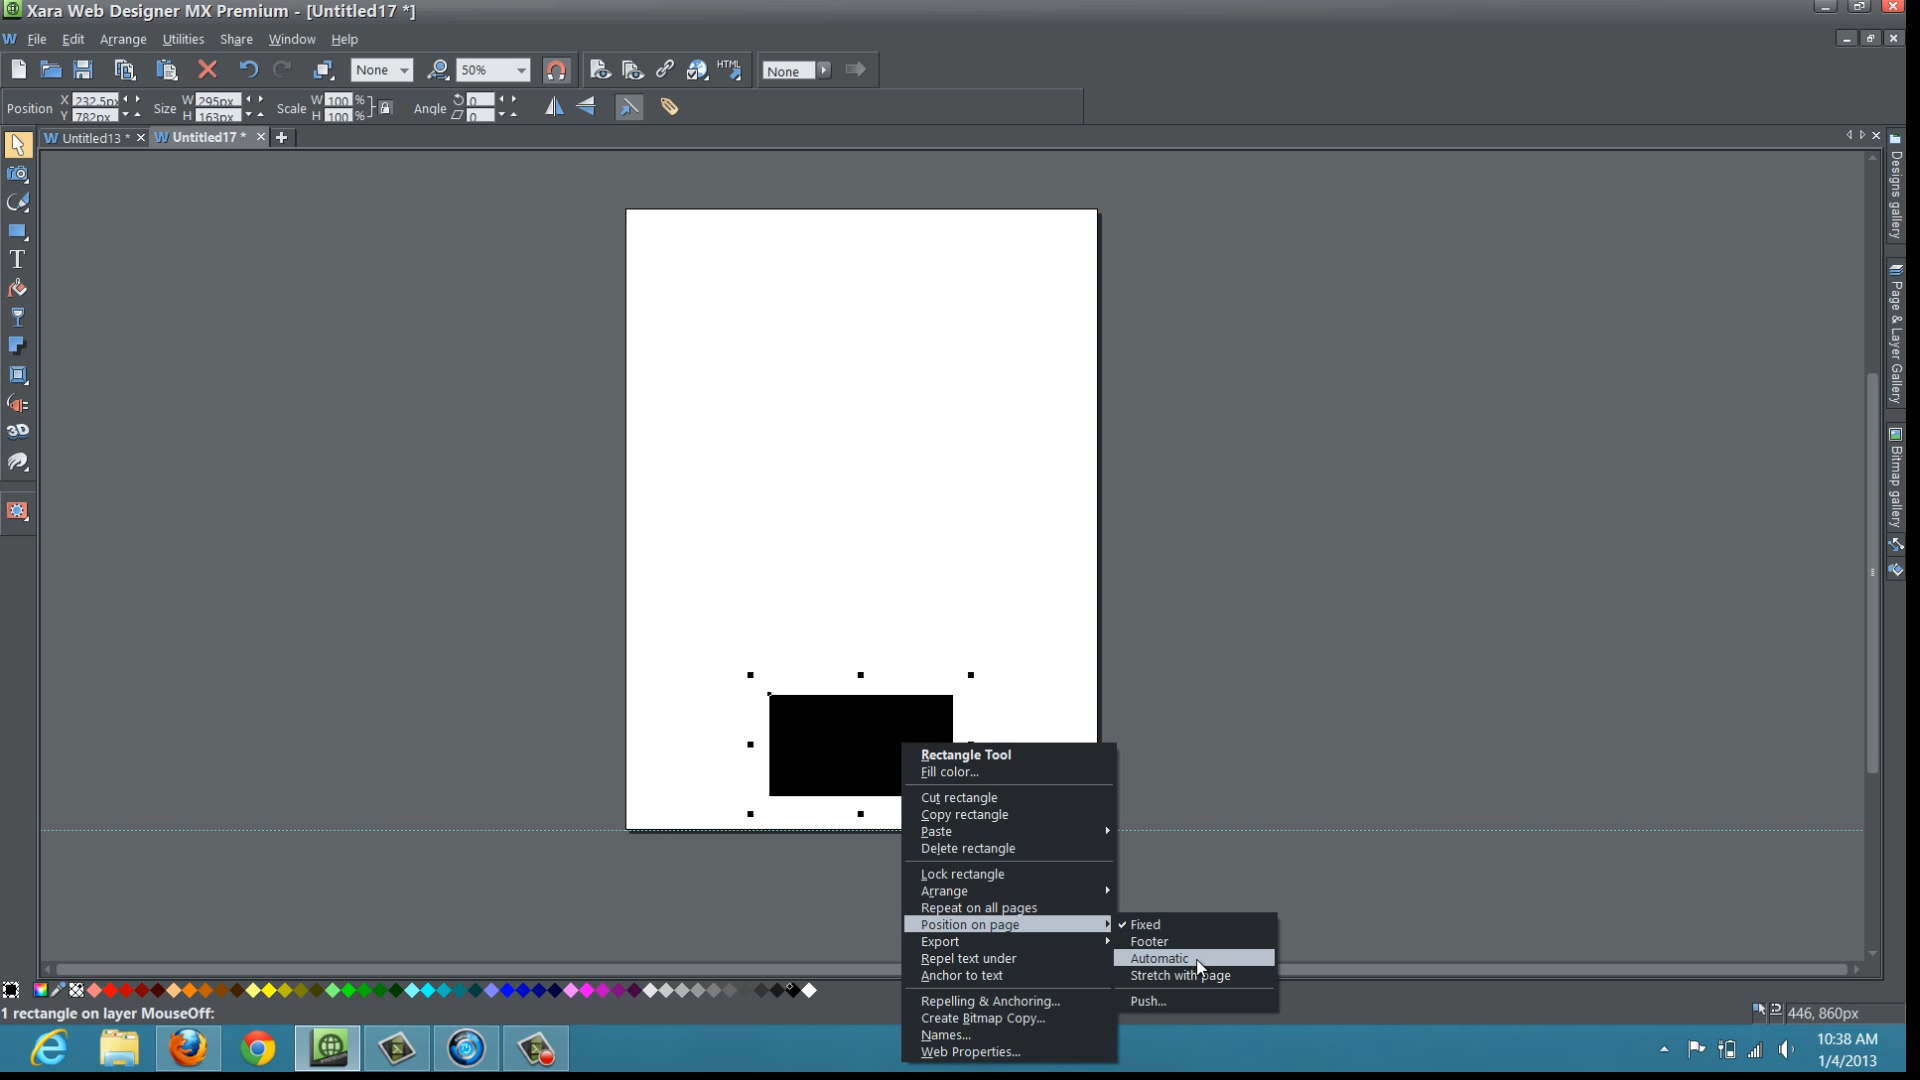 Xara Web Designer MX Premium - [Untitled17 *]
File Edit Arrange Utilities Share Window Help
None 50% HTML None
Position X 232.5px Y 782px Size W 295px H 163px Scale W 100 % H 100 % Angle 0 0
Untitled13 * Untitled17 *
Designs gallery
Page & Layer Gallery
Bitmap gallery
T
3D
Rectangle Tool
Fill color...
Cut rectangle
Copy rectangle
Paste
Delete rectangle
Lock rectangle
Arrange
Repeat on all pages
Position on page
Export
Repel text under
Anchor to text
Repelling & Anchoring...
Create Bitmap Copy...
Names...
Web Properties...
Fixed
Footer
Automatic
Stretch with page
Push...
1 rectangle on layer MouseOff:
446, 860px
10:38 AM
1/4/2013